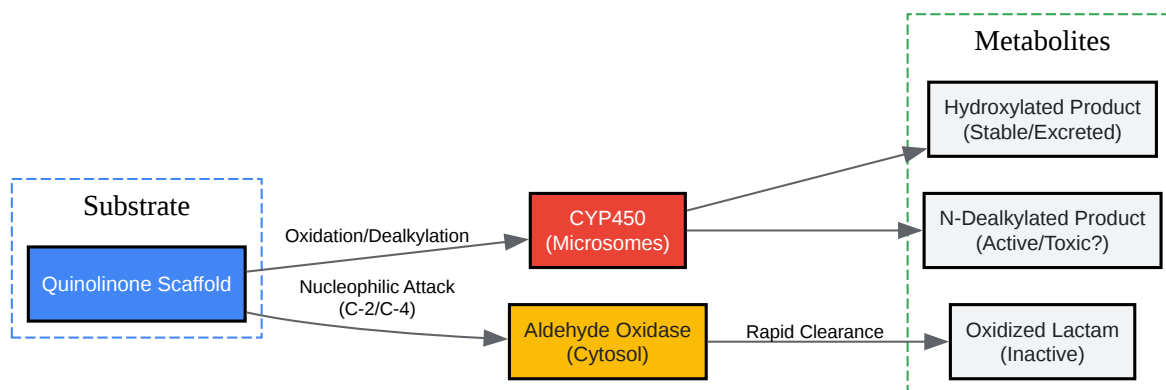 Substrate
Quinolinone Scaffold
Oxidation/Dealkylation
Nucleophilic Attack
(C-2/C-4)
CYP450
(Microsomes)
Aldehyde Oxidase
(Cytosol)
Rapid Clearance
Metabolites
Hydroxylated Product
(Stable/Excreted)
N-Dealkylated Product
(Active/Toxic?)
Oxidized Lactam
(Inactive)